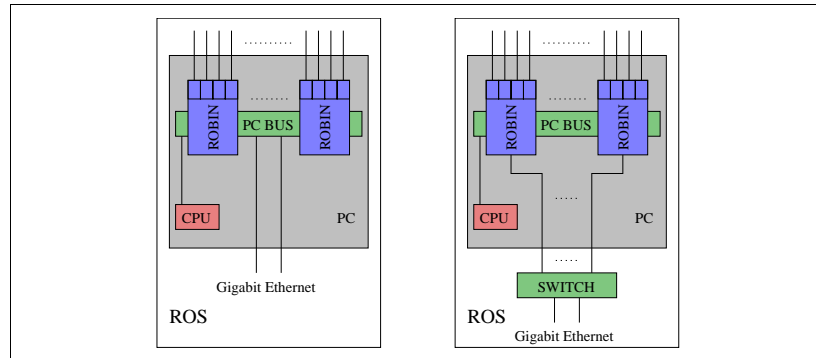 ROBIN
ROBIN
PC BUS
CPU
PC
Gigabit Ethernet
ROS
ROBIN
ROBIN
PC BUS
CPU
PC
SWITCH
ROS
Gigabit Ethernet